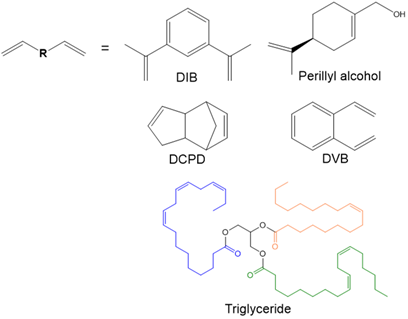 R =
OH
DIB Perillyl alcohol
DCPD DVB
O O
O O
O
O
Triglyceride